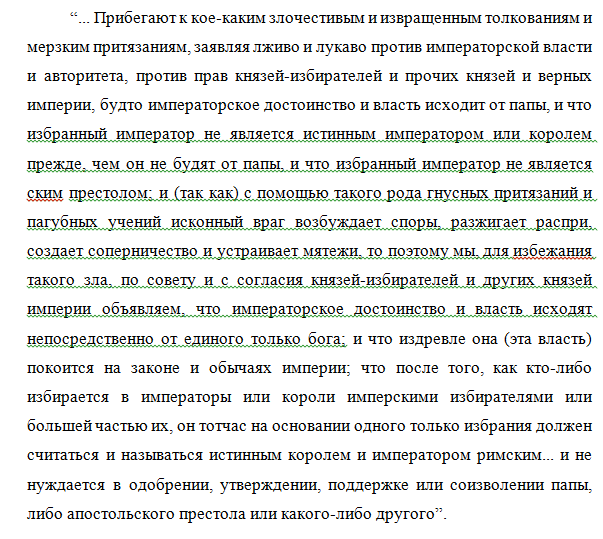 “... Прибегают к кое-каким злочестивым и извращенным толкованиям и
мерзким притязаниям, заявляя лживо и лукаво против императорской власти
и авторитета, против прав князей-избирателей и прочих князей и верных
империи, будто императорское достоинство и власть исходит от папы, и что
избранный император не является истинным императором или королем
прежде, чем он не будят от папы, и что избранный император не является
ским престолом; и (так как) с помощью такого рода гнусных притязаний и
пагубных учений исконный враг возбуждает споры, разжигает распри,
создает соперничество и устраивает мятежи, то поэтому мы, для избежания
такого зла, по совету и с согласия князей-избирателей и других князей
империи объявляем, что императорское достоинство и власть исходят
непосредственно от единого только бога; и что издревле она (эта власть)
покоится на законе и обычаях империи; что после того, как кто-либо
избирается в императоры или короли имперскими избирателями или
большей частью их, он тотчас на основании одного только избрания должен
считаться и называться истинным королем и императором римским... и не
нуждается в одобрении, утверждении, поддержке или соизволении папы,
либо апостольского престола или какого-либо другого”.